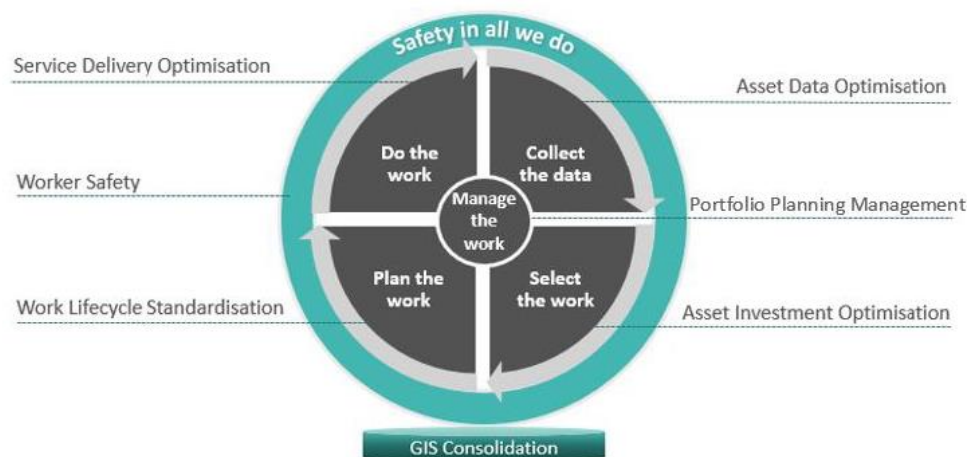 Safety in all we do
Service Delivery Optimisation
Asset Data Optimisation
Do the
work
Collect
the data
Worker Safety
Manage
the
work
Portfolio Planning Management
Plan the
work
Select
the work
Work Lifecycle Standardisation
Asset Investment Optimisation
GIS Consolidation